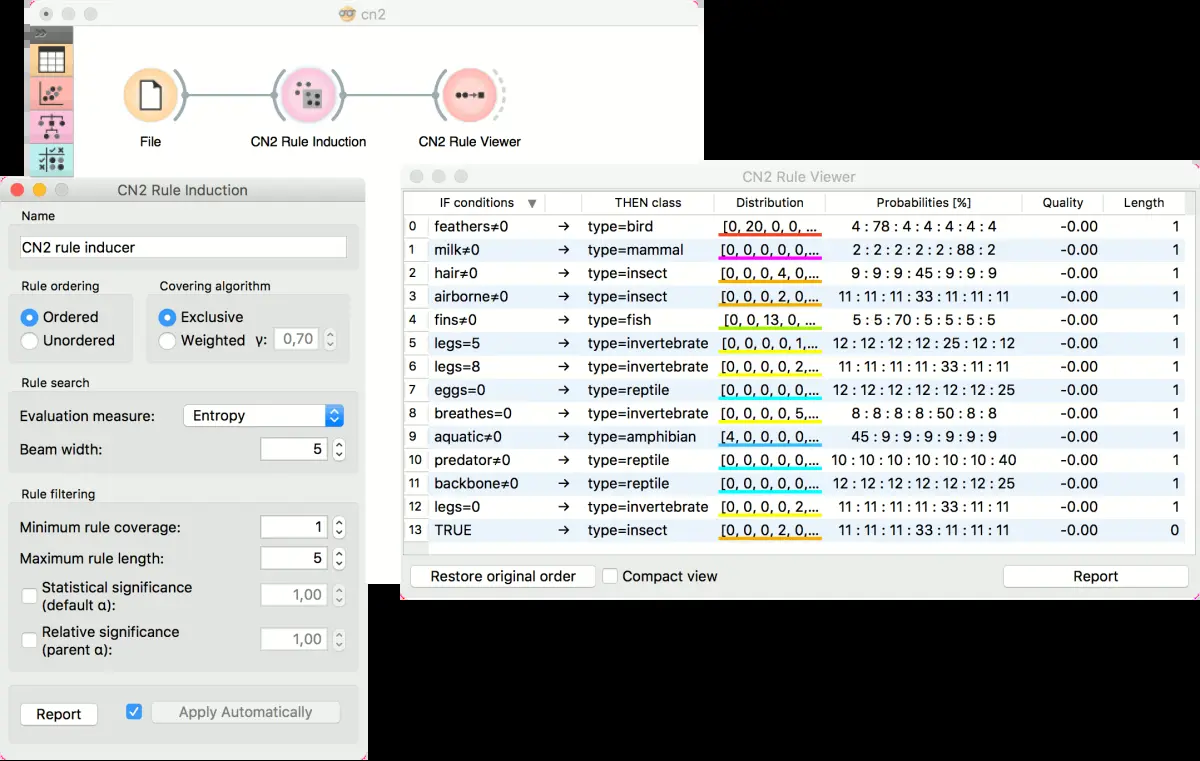 cn2
File
CN2 Rule Induction
CN2 Rule Viewer
CN2 Rule Induction
Name
CN2 rule inducer
Rule ordering
Covering algorithm
Ordered
Exclusive
Unordered
Weighted γ: 0,70
Rule search
Evaluation measure: Entropy
Beam width: 5
Rule filtering
Minimum rule coverage: 1
Maximum rule length: 5
Statistical significance
(default α): 1,00
Relative significance
(parent α): 1,00
Report
Apply Automatically
CN2 Rule Viewer
IF conditions THEN class Distribution Probabilities [%] Quality Length
0 feathers≠0 → type=bird [0, 20, 0, 0, ... 4 : 78 : 4 : 4 : 4 : 4 : 4 -0.00 1
1 milk≠0 → type=mammal [0, 0, 0, 0, 0,... 2 : 2 : 2 : 2 : 2 : 88 : 2 -0.00 1
2 hair≠0 → type=insect [0, 0, 0, 4, 0,... 9 : 9 : 9 : 45 : 9 : 9 : 9 -0.00 1
3 airborne≠0 → type=insect [0, 0, 0, 2, 0,... 11 : 11 : 11 : 33 : 11 : 11 : 11 -0.00 1
4 fins≠0 → type=fish [0, 0, 13, 0, ... 5 : 5 : 70 : 5 : 5 : 5 : 5 -0.00 1
5 legs=5 → type=invertebrate [0, 0, 0, 0, 1,... 12 : 12 : 12 : 12 : 25 : 12 : 12 -0.00 1
6 legs=8 → type=invertebrate [0, 0, 0, 0, 2,... 11 : 11 : 11 : 11 : 33 : 11 : 11 -0.00 1
7 eggs=0 → type=reptile [0, 0, 0, 0, 0,... 12 : 12 : 12 : 12 : 12 : 12 : 25 -0.00 1
8 breathes=0 → type=invertebrate [0, 0, 0, 0, 5,... 8 : 8 : 8 : 8 : 50 : 8 : 8 -0.00 1
9 aquatic≠0 → type=amphibian [4, 0, 0, 0, 0,... 45 : 9 : 9 : 9 : 9 : 9 : 9 -0.00 1
10 predator≠0 → type=reptile [0, 0, 0, 0, 0,... 10 : 10 : 10 : 10 : 10 : 10 : 40 -0.00 1
11 backbone≠0 → type=reptile [0, 0, 0, 0, 0,... 12 : 12 : 12 : 12 : 12 : 12 : 25 -0.00 1
12 legs=0 → type=invertebrate [0, 0, 0, 0, 2,... 11 : 11 : 11 : 11 : 33 : 11 : 11 -0.00 1
13 TRUE → type=insect [0, 0, 0, 2, 0,... 11 : 11 : 11 : 33 : 11 : 11 : 11 -0.00 0
Restore original order
Compact view
Report